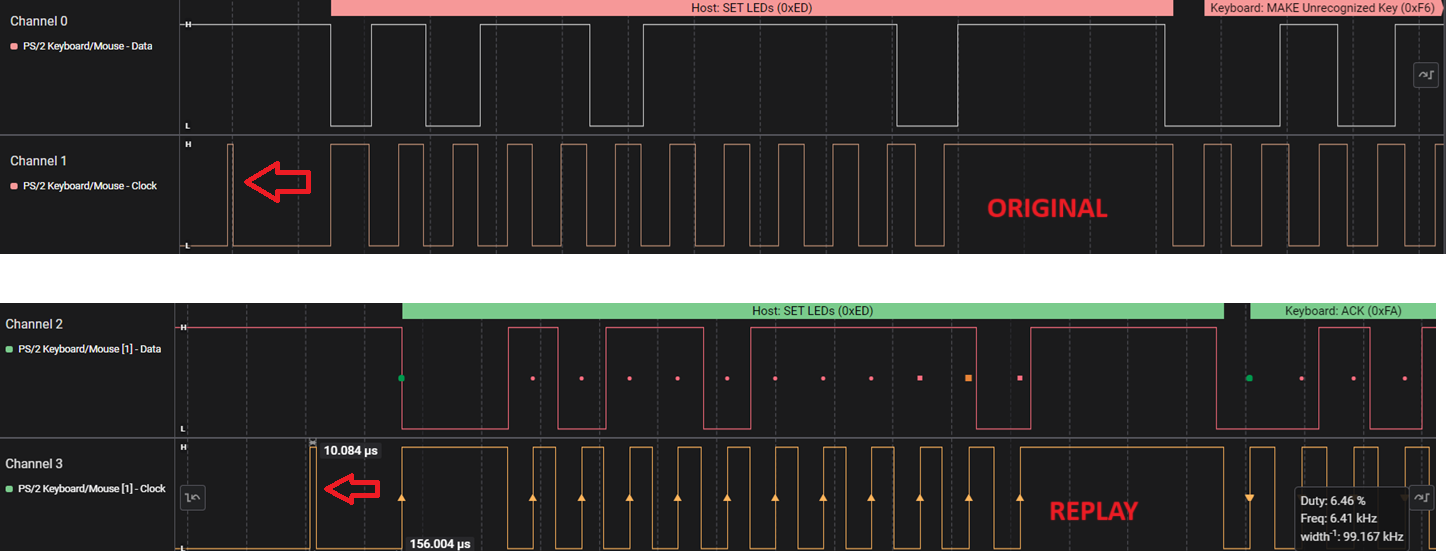 Host: SET LEDs (0xED)
Keyboard: MAKE Unrecognized Key (0xF6)
Channel 0
PS/2 Keyboard/Mouse - Data
H
L
Channel 1
PS/2 Keyboard/Mouse - Clock
H
L
ORIGINAL
Host: SET LEDs (0xED)
Keyboard: ACK (0xFA)
Channel 2
PS/2 Keyboard/Mouse [1] - Data
H
L
Channel 3
PS/2 Keyboard/Mouse [1] - Clock
H
L
10.084 µs
156.004 µs
REPLAY
Duty: 6.46 %
Freq: 6.41 kHz
width⁻¹: 99.167 kHz